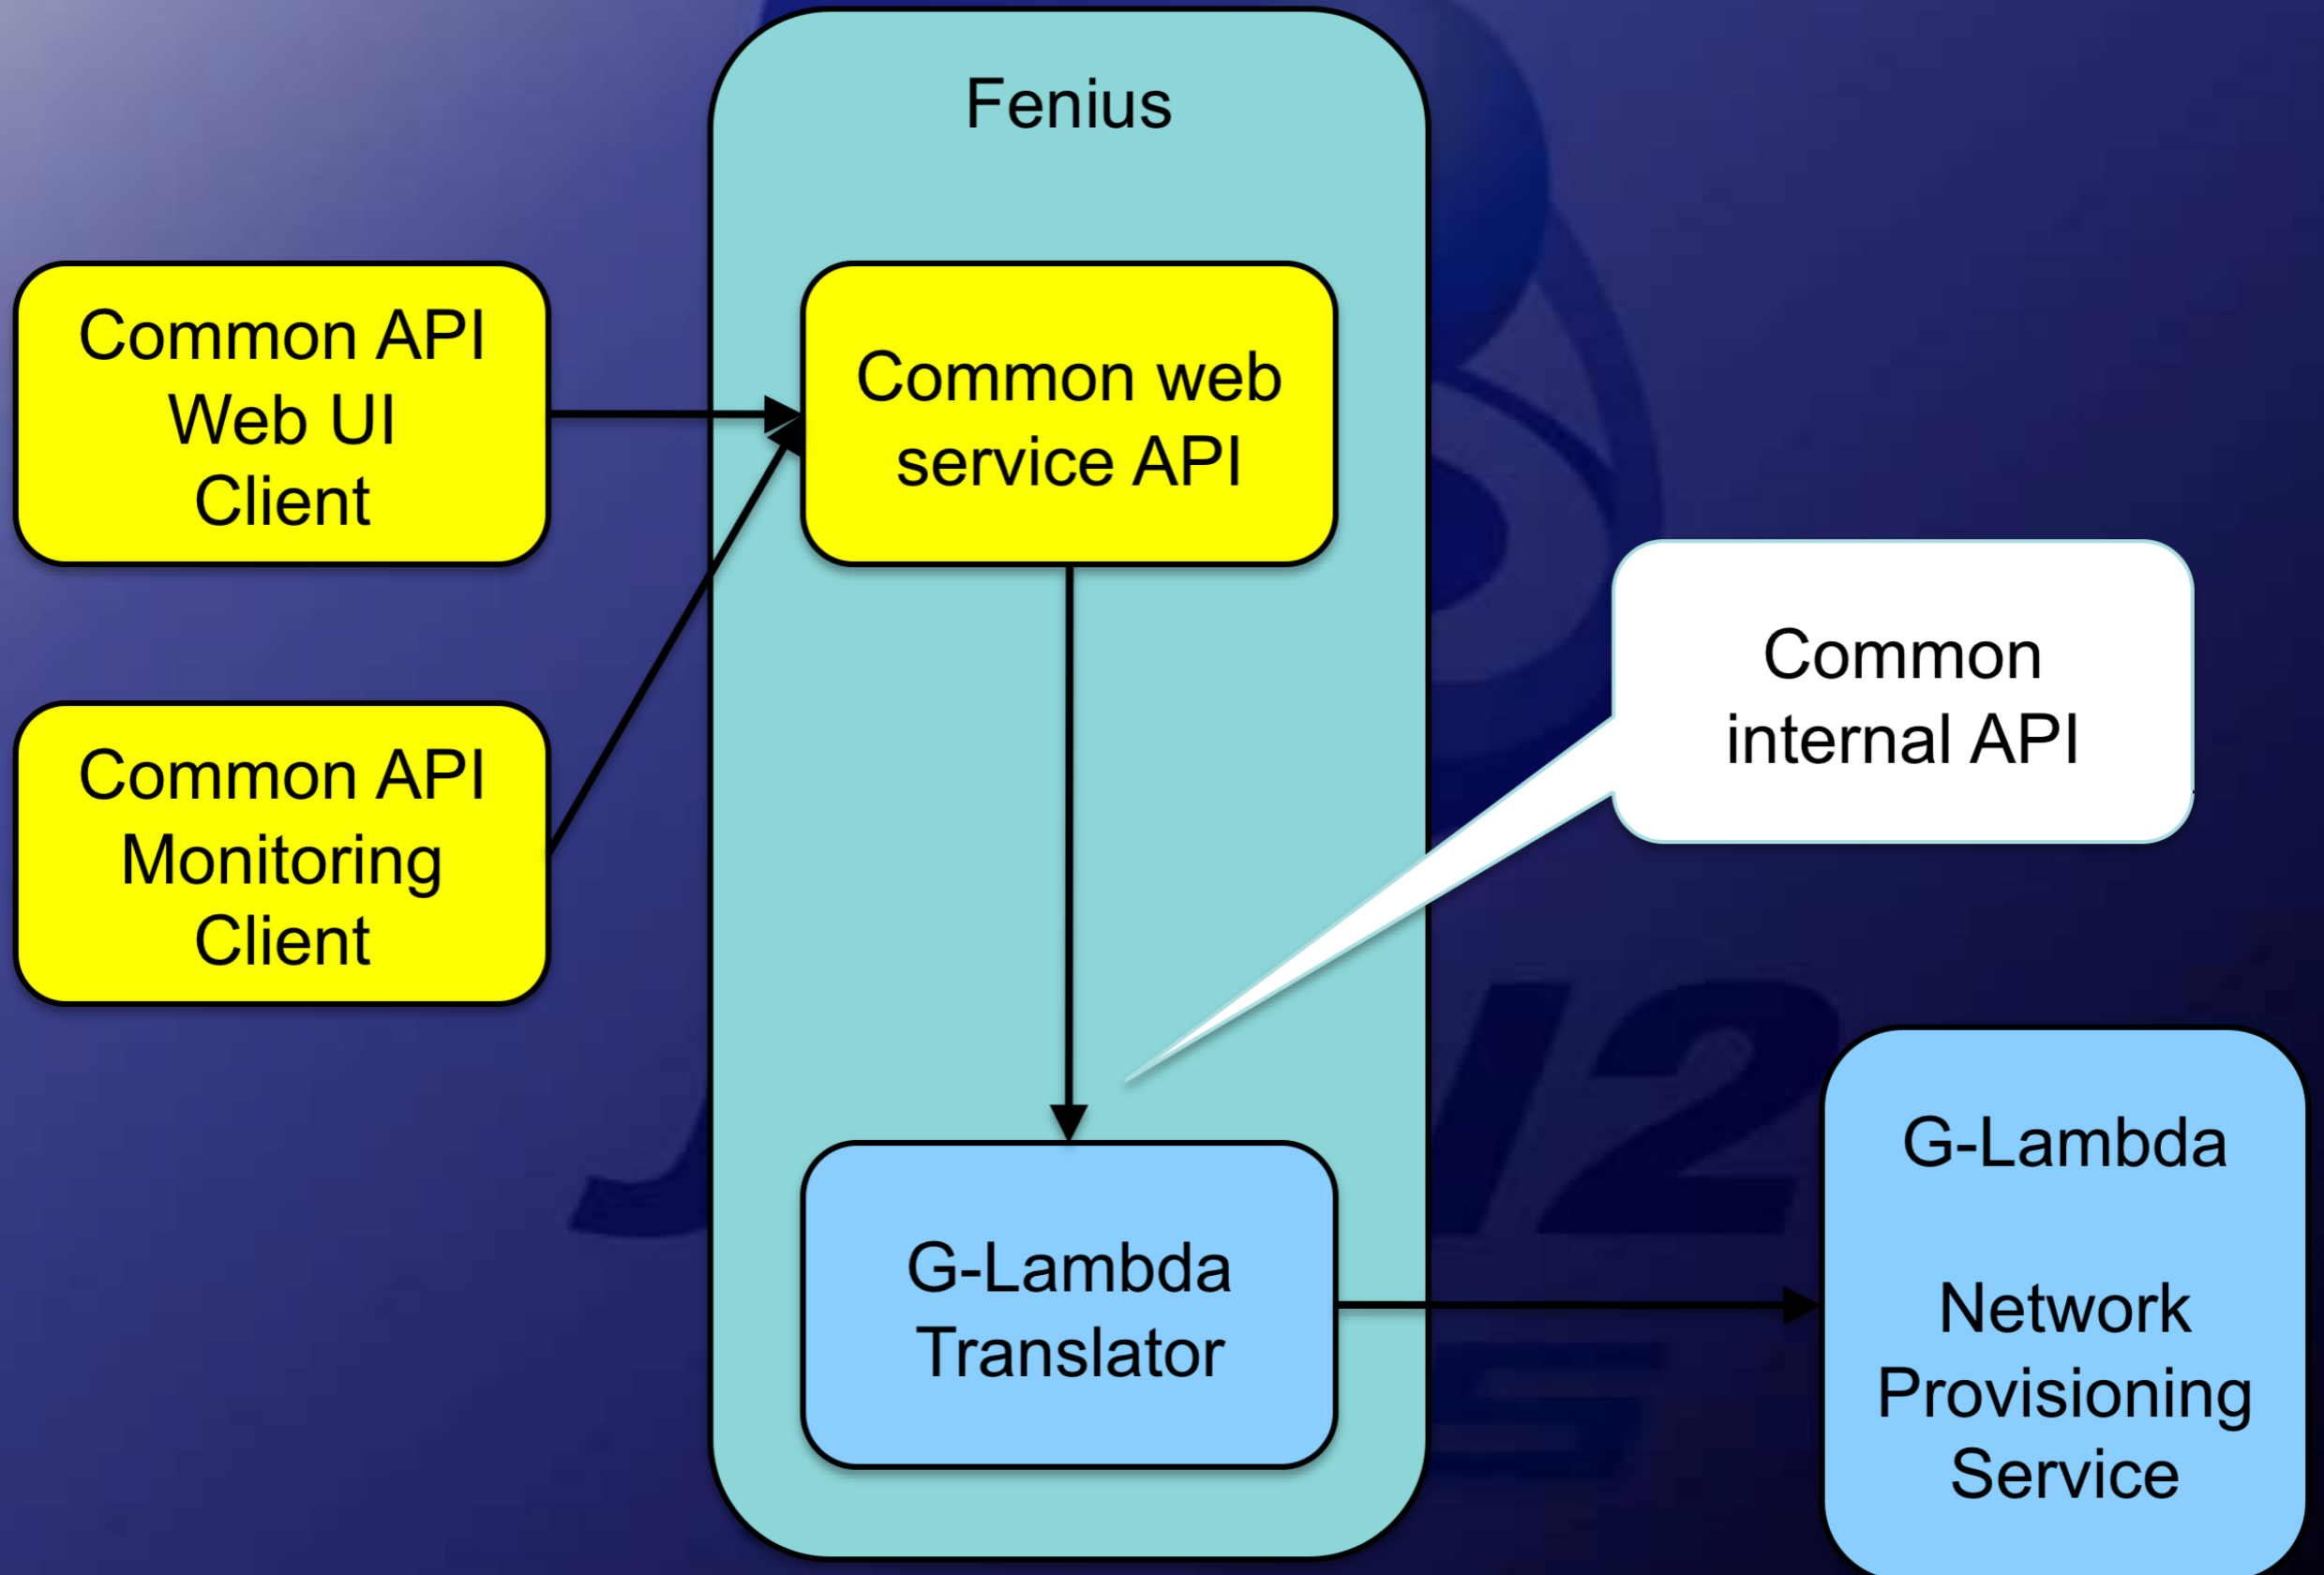 Fenius
Common API
Web UI
Client
Common web
service API
Common
internal API
Common API
Monitoring
Client
G-Lambda
Translator
G-Lambda
Network
Provisioning
Service